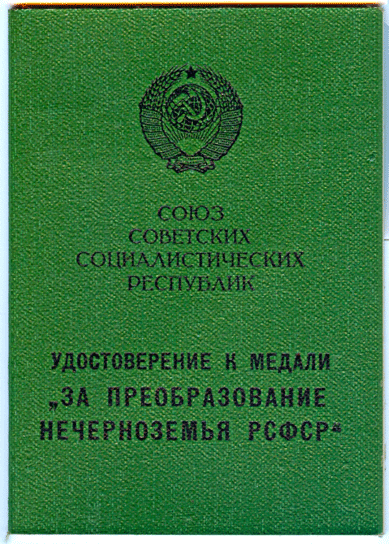 СОЮЗ
СОВЕТСКИХ
СОЦИАЛИСТИЧЕСКИХ
РЕСПУБЛИК
УДОСТОВЕРЕНИЕ К МЕДАЛИ
„ЗА ПРЕОБРАЗОВАНИЕ
НЕЧЕРНОЗЕМЬЯ РСФСР“